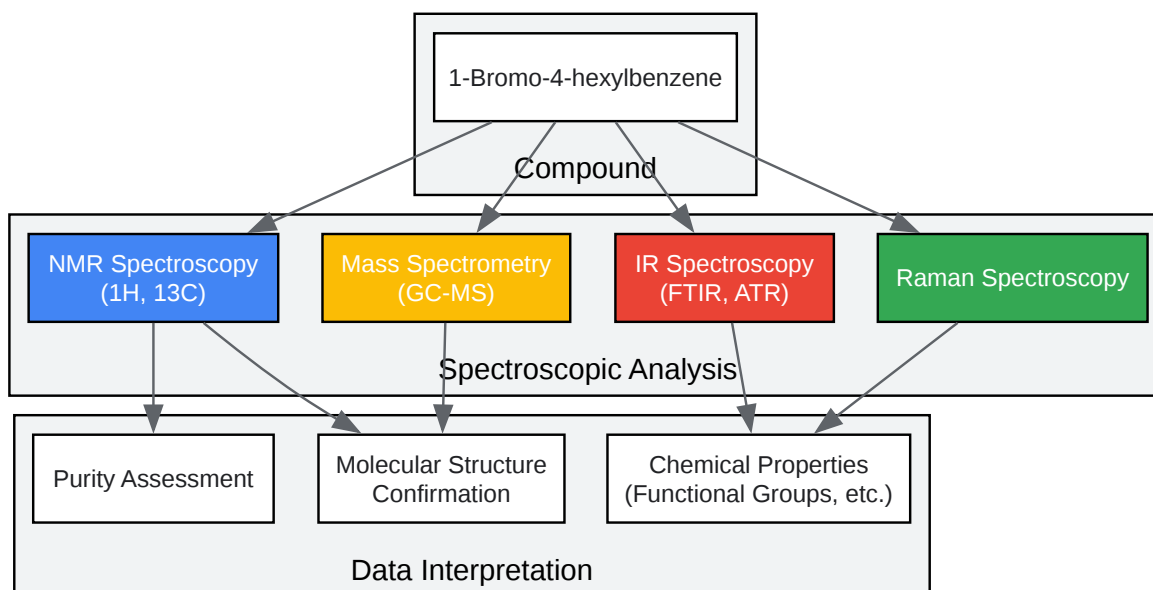 1-Bromo-4-hexylbenzene
Compound
NMR Spectroscopy
(1H, 13C)
Mass Spectrometry
(GC-MS)
IR Spectroscopy
(FTIR, ATR)
Raman Spectroscopy
Spectroscopic Analysis
Purity Assessment
Molecular Structure
Confirmation
Chemical Properties
(Functional Groups, etc.)
Data Interpretation